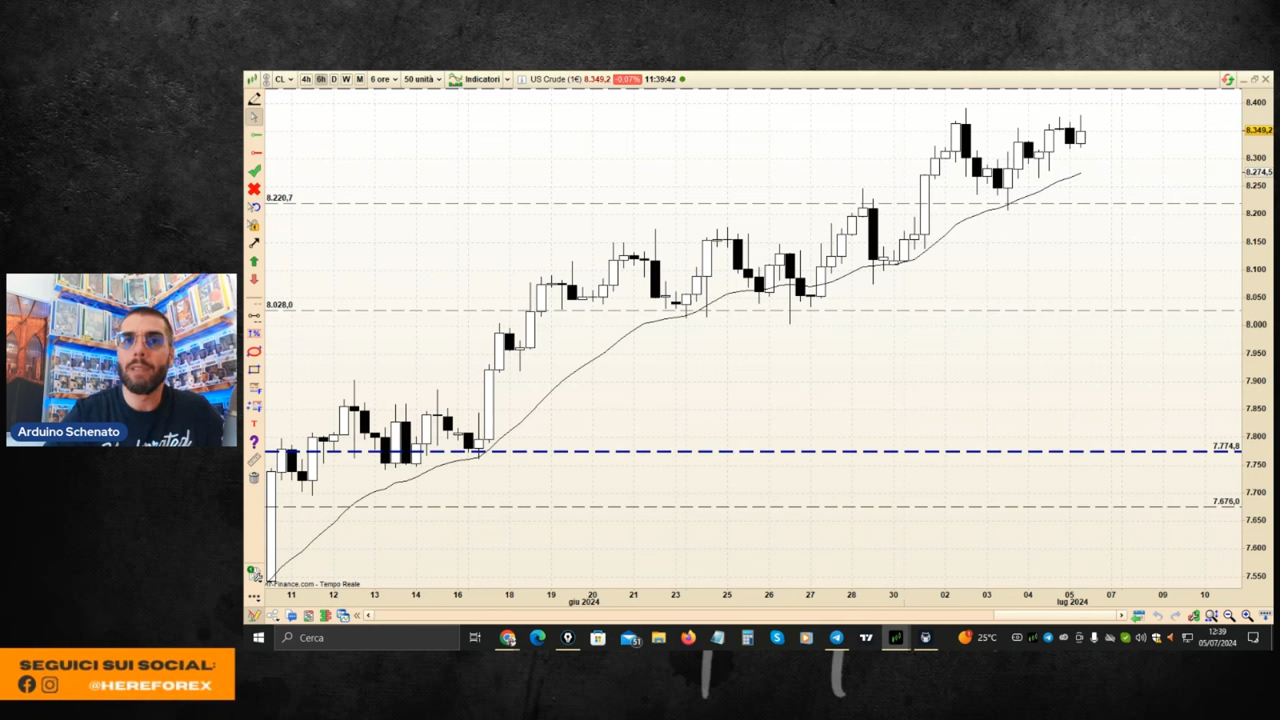 CL 4h 6h D W M 6 ore 50 unità Indicatori US Crude (1€) 8.349,2 -0,07% 11:39:42
8.400
8.349,2
8.300
8.274,5
8.250
8.220,7
8.200
8.150
8.100
8.050
8.028,0
8.000
7.950
7.900
7.850
7.800
7.774,8
7.750
7.700
7.676,0
7.650
7.600
7.550
Arduino Schenato
IT-Finance.com - Tempo Reale
11 12 13 14 16 18 19 20 21 23 25 26 27 28 30 02 03 04 05 07 08 09 10
giu 2024 lug 2024
Cerca
51
25°C
12:39
05/07/2024
SEGUICI SUI SOCIAL:
@HEREFOREX